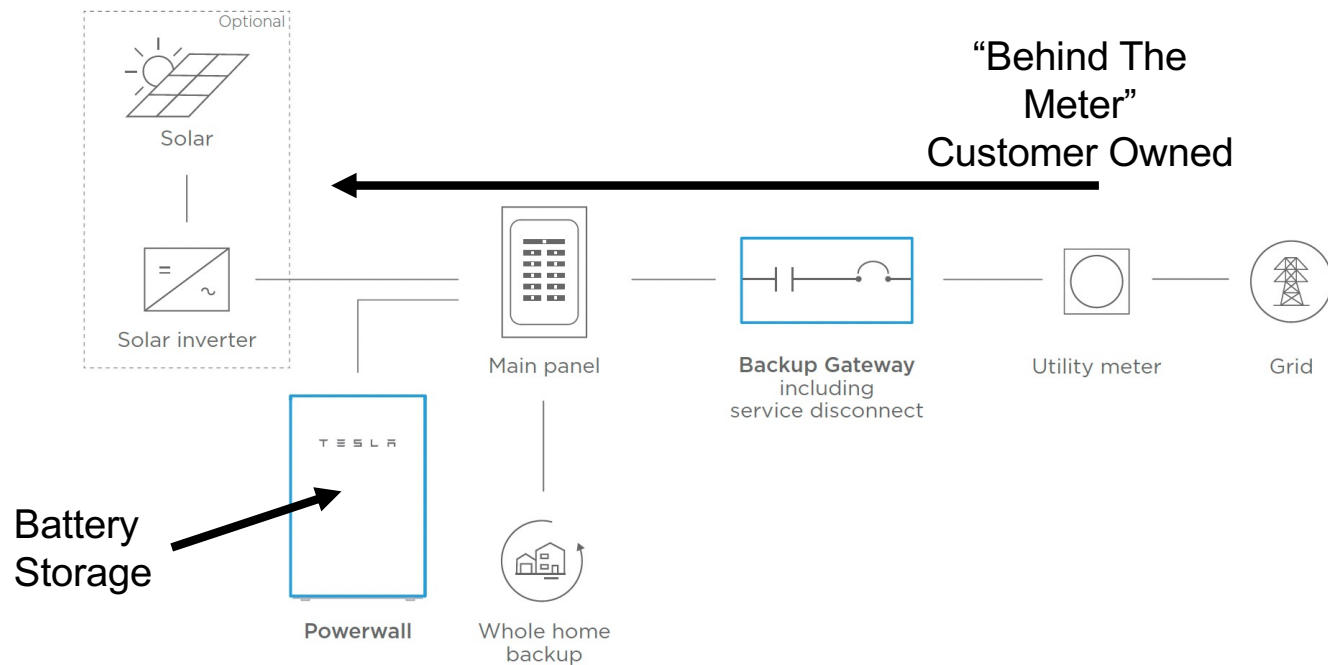 Optional
“Behind The
Meter”
Customer Owned
Solar
Solar inverter
Main panel
Backup Gateway
including
service disconnect
Utility meter
Grid
TESLA
Battery
Storage
Powerwall
Whole home
backup